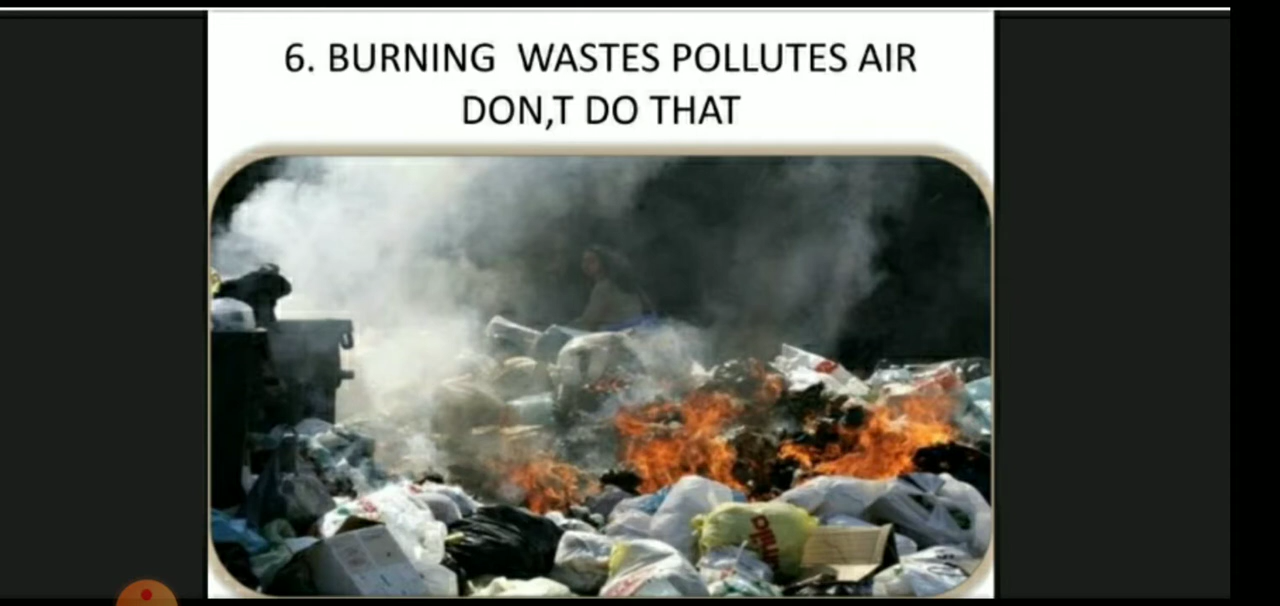 6. BURNING WASTES POLLUTES AIR
DON,T DO THAT